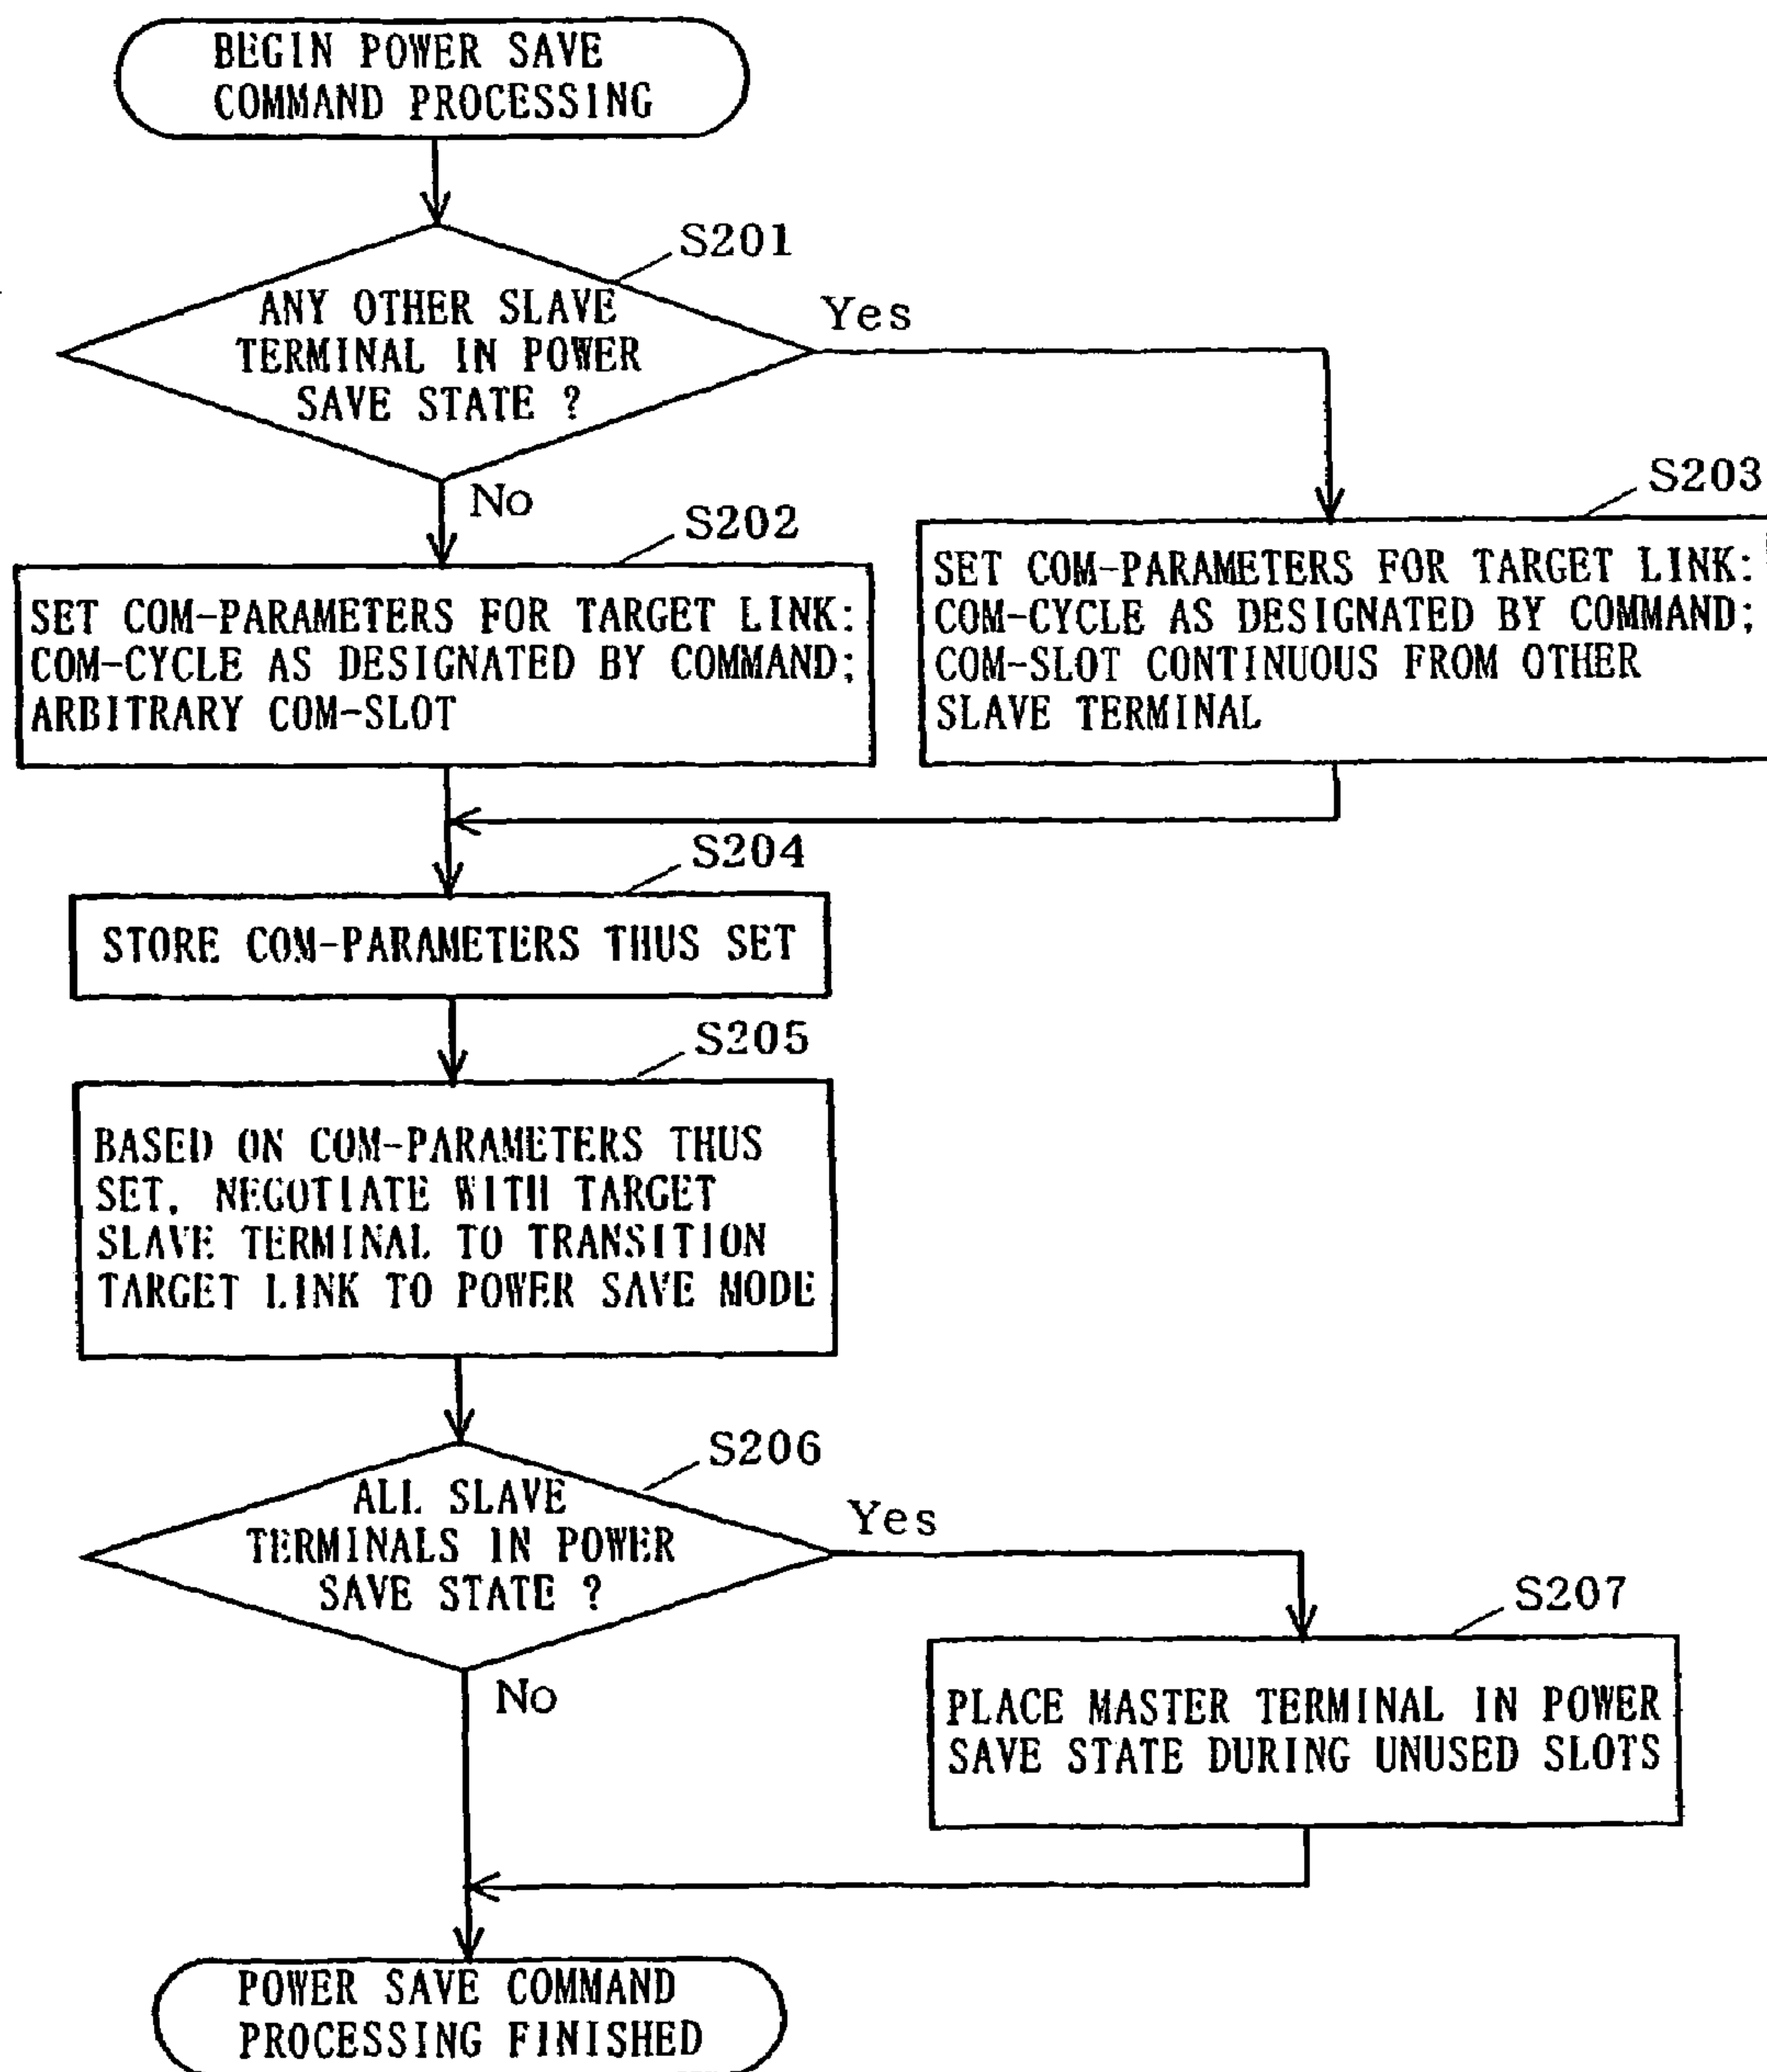 BEGIN POWER SAVE
COMMAND PROCESSING
S201
ANY OTHER SLAVE
TERMINAL IN POWER
SAVE STATE ?
Yes
No
S202
SET COM-PARAMETERS FOR TARGET LINK:
COM-CYCLE AS DESIGNATED BY COMMAND;
ARBITRARY COM-SLOT
S203
SET COM-PARAMETERS FOR TARGET LINK:
COM-CYCLE AS DESIGNATED BY COMMAND;
COM-SLOT CONTINUOUS FROM OTHER
SLAVE TERMINAL
S204
STORE COM-PARAMETERS THUS SET
S205
BASED ON COM-PARAMETERS THUS
SET, NEGOTIATE WITH TARGET
SLAVE TERMINAL TO TRANSITION
TARGET LINK TO POWER SAVE MODE
S206
ALL SLAVE
TERMINALS IN POWER
SAVE STATE ?
Yes
No
S207
PLACE MASTER TERMINAL IN POWER
SAVE STATE DURING UNUSED SLOTS
POWER SAVE COMMAND
PROCESSING FINISHED